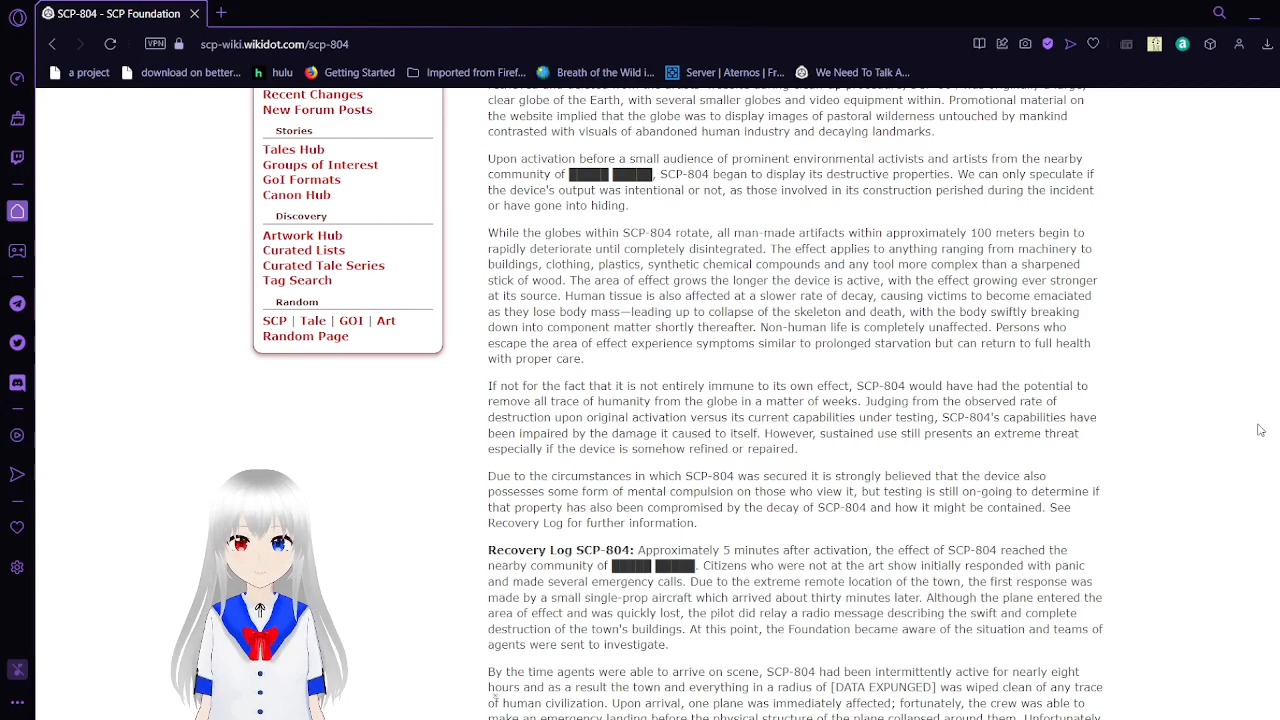 SCP-804 - SCP Foundation
VPN
scp-wiki.wikidot.com/scp-804
a project
download on better...
hulu
Getting Started
Imported from Firef...
Breath of the Wild i...
Server | Aternos | Fr...
We Need To Talk A...
Recent Changes
New Forum Posts
Stories
Tales Hub
Groups of Interest
GoI Formats
Canon Hub
Discovery
Artwork Hub
Curated Lists
Curated Tale Series
Tag Search
Random
SCP | Tale | GOI | Art
Random Page
clear globe of the Earth, with several smaller globes and video equipment within. Promotional material on
the website implied that the globe was to display images of pastoral wilderness untouched by mankind
contrasted with visuals of abandoned human industry and decaying landmarks.
Upon activation before a small audience of prominent environmental activists and artists from the nearby
community of █████ █████, SCP-804 began to display its destructive properties. We can only speculate if
the device's output was intentional or not, as those involved in its construction perished during the incident
or have gone into hiding.
While the globes within SCP-804 rotate, all man-made artifacts within approximately 100 meters begin to
rapidly deteriorate until completely disintegrated. The effect applies to anything ranging from machinery to
buildings, clothing, plastics, synthetic chemical compounds and any tool more complex than a sharpened
stick of wood. The area of effect grows the longer the device is active, with the effect growing ever stronger
at its source. Human tissue is also affected at a slower rate of decay, causing victims to become emaciated
as they lose body mass—leading up to collapse of the skeleton and death, with the body swiftly breaking
down into component matter shortly thereafter. Non-human life is completely unaffected. Persons who
escape the area of effect experience symptoms similar to prolonged starvation but can return to full health
with proper care.
If not for the fact that it is not entirely immune to its own effect, SCP-804 would have had the potential to
remove all trace of humanity from the globe in a matter of weeks. Judging from the observed rate of
destruction upon original activation versus its current capabilities under testing, SCP-804's capabilities have
been impaired by the damage it caused to itself. However, sustained use still presents an extreme threat
especially if the device is somehow refined or repaired.
Due to the circumstances in which SCP-804 was secured it is strongly believed that the device also
possesses some form of mental compulsion on those who view it, but testing is still on-going to determine if
that property has also been compromised by the decay of SCP-804 and how it might be contained. See
Recovery Log for further information.
Recovery Log SCP-804: Approximately 5 minutes after activation, the effect of SCP-804 reached the
nearby community of █████ █████. Citizens who were not at the art show initially responded with panic
and made several emergency calls. Due to the extreme remote location of the town, the first response was
made by a small single-prop aircraft which arrived about thirty minutes later. Although the plane entered the
area of effect and was quickly lost, the pilot did relay a radio message describing the swift and complete
destruction of the town's buildings. At this point, the Foundation became aware of the situation and teams of
agents were sent to investigate.
By the time agents were able to arrive on scene, SCP-804 had been intermittently active for nearly eight
hours and as a result the town and everything in a radius of [DATA EXPUNGED] was wiped clean of any trace
of human civilization. Upon arrival, one plane was immediately affected; fortunately, the crew was able to
make an emergency landing before the physical structure of the plane collapsed around them. Unfortunately